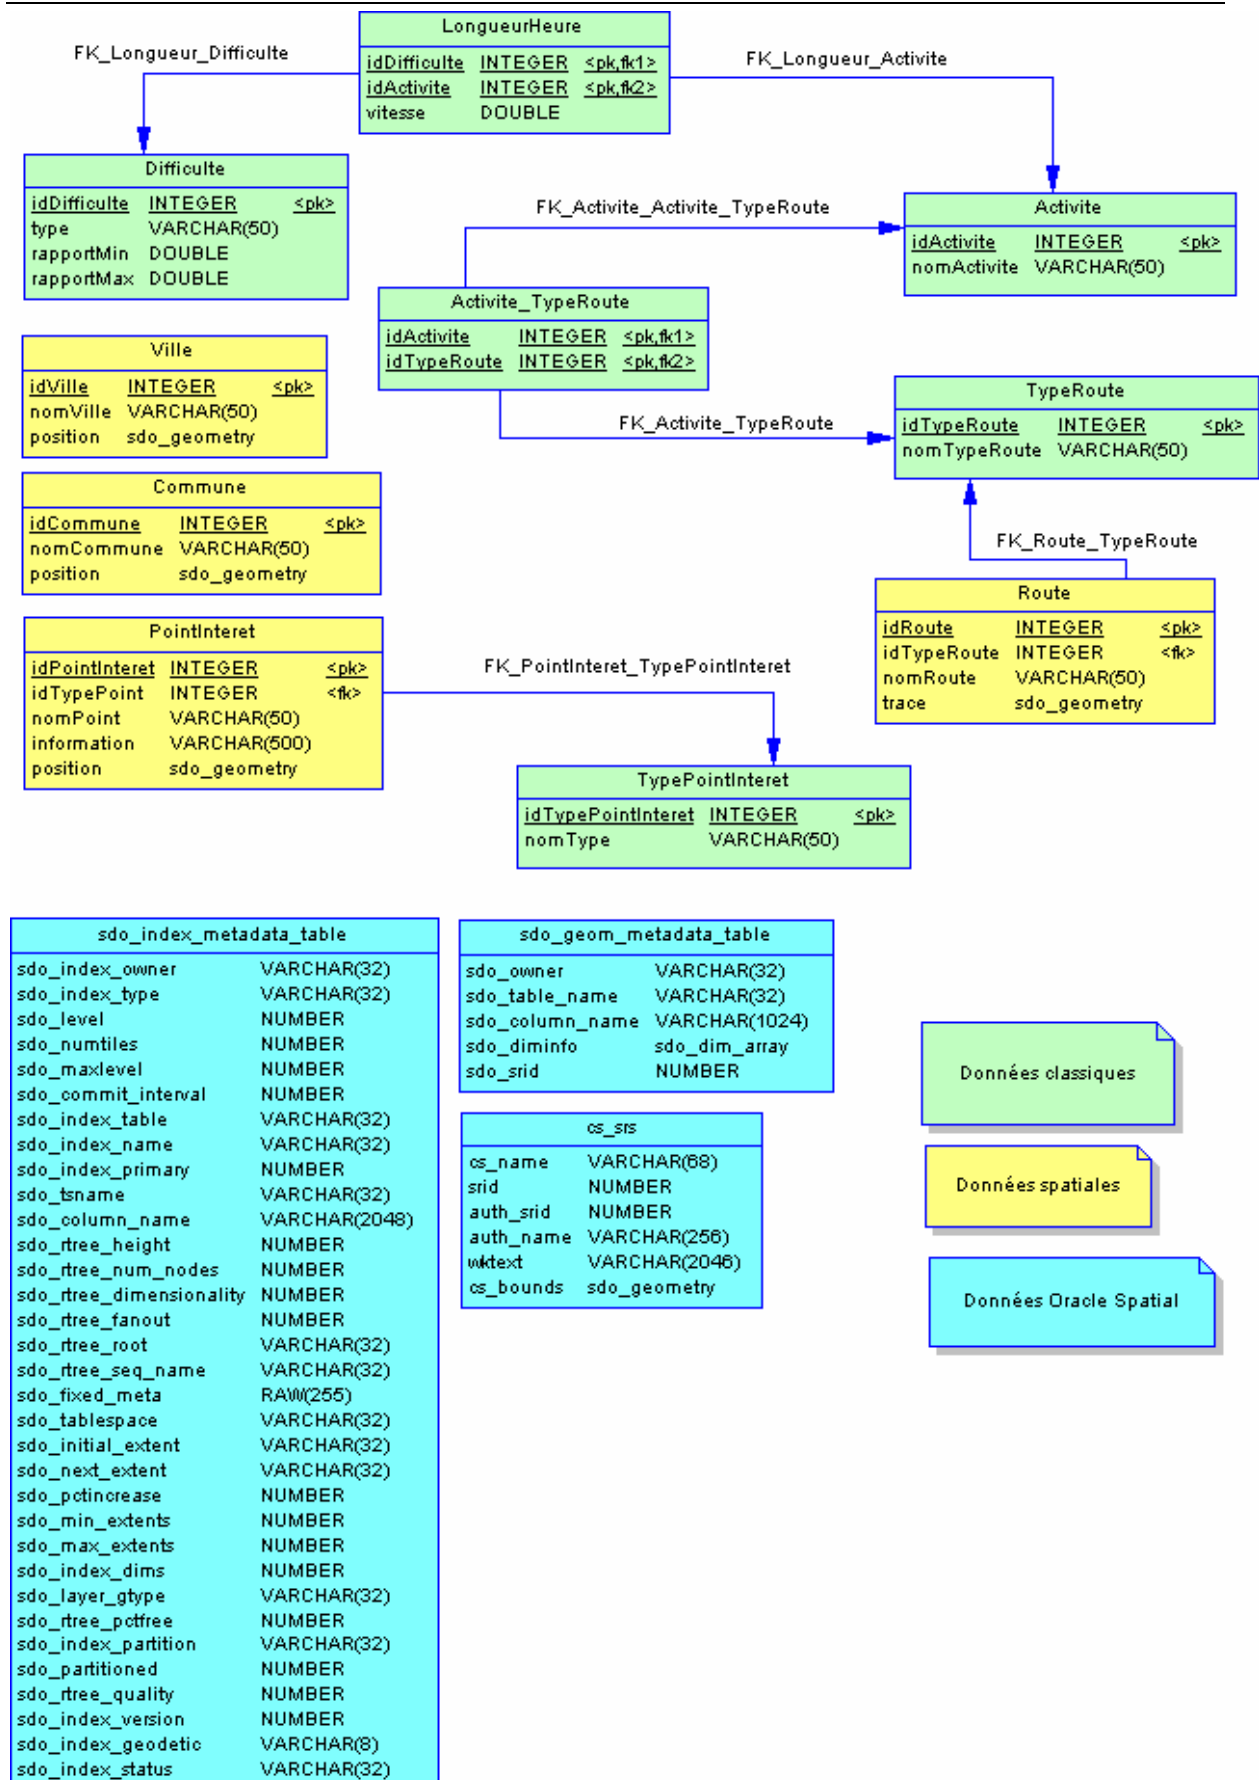 LongueurHeure
idDifficulte INTEGER <pk,fk1>
idActivite INTEGER <pk,fk2>
vitesse DOUBLE
FK_Longueur_Difficulte
FK_Longueur_Activite
Difficulte
idDifficulte INTEGER <pk>
type VARCHAR(50)
rapportMin DOUBLE
rapportMax DOUBLE
FK_Activite_Activite_TypeRoute
Activite
idActivite INTEGER <pk>
nomActivite VARCHAR(50)
Activite_TypeRoute
idActivite INTEGER <pk,fk1>
idTypeRoute INTEGER <pk,fk2>
Ville
idVille INTEGER <pk>
nomVille VARCHAR(50)
position sdo_geometry
FK_Activite_TypeRoute
TypeRoute
idTypeRoute INTEGER <pk>
nomTypeRoute VARCHAR(50)
Commune
idCommune INTEGER <pk>
nomCommune VARCHAR(50)
position sdo_geometry
FK_Route_TypeRoute
Route
idRoute INTEGER <pk>
idTypeRoute INTEGER <fk>
nomRoute VARCHAR(50)
trace sdo_geometry
PointInteret
idPointInteret INTEGER <pk>
idTypePoint INTEGER <fk>
nomPoint VARCHAR(50)
information VARCHAR(500)
position sdo_geometry
FK_PointInteret_TypePointInteret
TypePointInteret
idTypePointInteret INTEGER <pk>
nomType VARCHAR(50)
sdo_index_metadata_table
sdo_index_owner VARCHAR(32)
sdo_index_type VARCHAR(32)
sdo_level NUMBER
sdo_numtiles NUMBER
sdo_maxlevel NUMBER
sdo_commit_interval NUMBER
sdo_index_table VARCHAR(32)
sdo_index_name VARCHAR(32)
sdo_index_primary NUMBER
sdo_tsname VARCHAR(32)
sdo_column_name VARCHAR(2048)
sdo_rtree_height NUMBER
sdo_rtree_num_nodes NUMBER
sdo_rtree_dimensionality NUMBER
sdo_rtree_fanout NUMBER
sdo_rtree_root VARCHAR(32)
sdo_rtree_seq_name VARCHAR(32)
sdo_fixed_meta RAW(255)
sdo_tablespace VARCHAR(32)
sdo_initial_extent VARCHAR(32)
sdo_next_extent VARCHAR(32)
sdo_pctincrease NUMBER
sdo_min_extents NUMBER
sdo_max_extents NUMBER
sdo_index_dims NUMBER
sdo_layer_gtype VARCHAR(32)
sdo_rtree_pctfree NUMBER
sdo_index_partition VARCHAR(32)
sdo_partitioned NUMBER
sdo_rtree_quality NUMBER
sdo_index_version NUMBER
sdo_index_geodetic VARCHAR(8)
sdo_index_status VARCHAR(32)
sdo_geom_metadata_table
sdo_owner VARCHAR(32)
sdo_table_name VARCHAR(32)
sdo_column_name VARCHAR(1024)
sdo_diminfo sdo_dim_array
sdo_srid NUMBER
cs_srs
cs_name VARCHAR(68)
srid NUMBER
auth_srid NUMBER
auth_name VARCHAR(256)
wktext VARCHAR(2046)
cs_bounds sdo_geometry
Données classiques
Données spatiales
Données Oracle Spatial